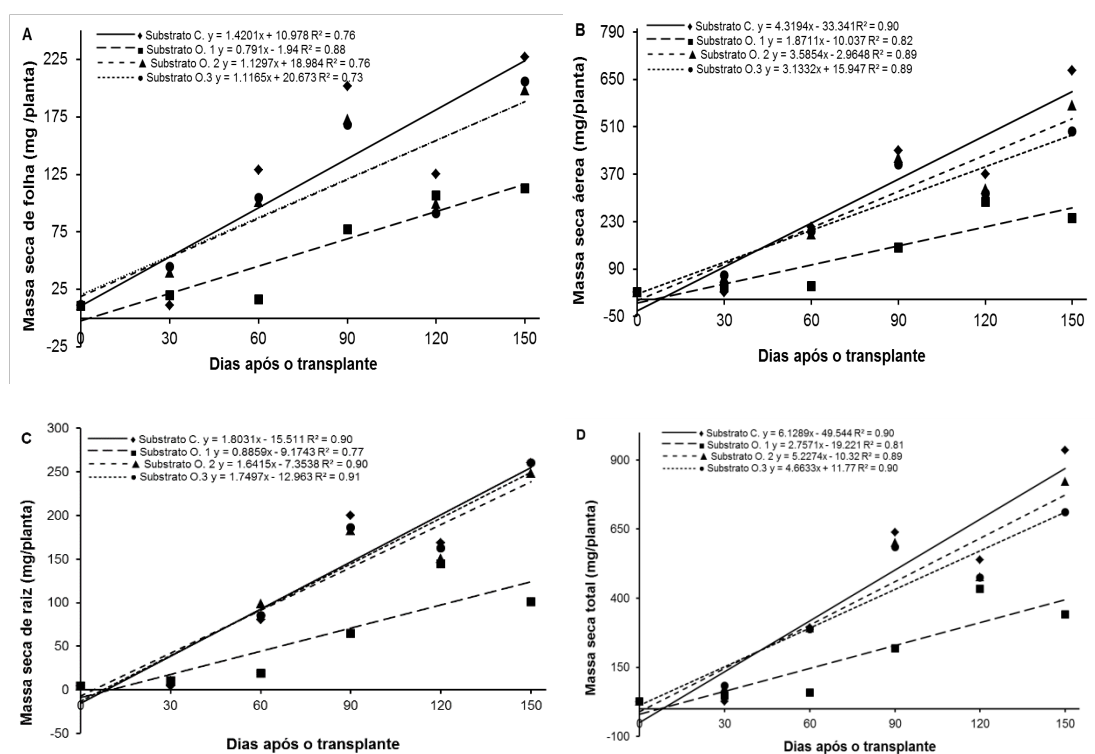 A
Substrato C. y = 1.4201x + 10.978 R² = 0.76
Substrato O. 1 y = 0.791x - 1.94 R² = 0.88
Substrato O. 2 y = 1.1297x + 18.984 R² = 0.76
Substrato O.3 y = 1.1165x + 20.673 R² = 0.73
Massa seca de folha (mg /planta)
225
175
125
75
25
-25
0 30 60 90 120 150
Dias após o transplante
B
Substrato C. y = 4.3194x - 33.341 R² = 0.90
Substrato O. 1 y = 1.8711x - 10.037 R² = 0.82
Substrato O. 2 y = 3.5854x - 2.9648 R² = 0.89
Substrato O.3 y = 3.1332x + 15.947 R² = 0.89
Massa seca áerea (mg/planta)
790
650
510
370
230
90
-50
0 30 60 90 120 150
Dias após o transplante
C
Substrato C. y = 1.8031x - 15.511 R² = 0.90
Substrato O. 1 y = 0.8859x - 9.1743 R² = 0.77
Substrato O. 2 y = 1.6415x - 7.3538 R² = 0.90
Substrato O.3 y = 1.7497x - 12.963 R² = 0.91
Massa seca de raiz (mg/planta)
300
250
200
150
100
50
0
-50
0 30 60 90 120 150
Dias após o transplante
D
Substrato C. y = 6.1289x - 49.544 R² = 0.90
Substrato O. 1 y = 2.7571x - 19.221 R² = 0.81
Substrato O. 2 y = 5.2274x - 10.32 R² = 0.89
Substrato O.3 y = 4.6633x + 11.77 R² = 0.90
Massa seca total (mg/planta)
900
650
400
150
-100
0 30 60 90 120 150
Dias após o transplante